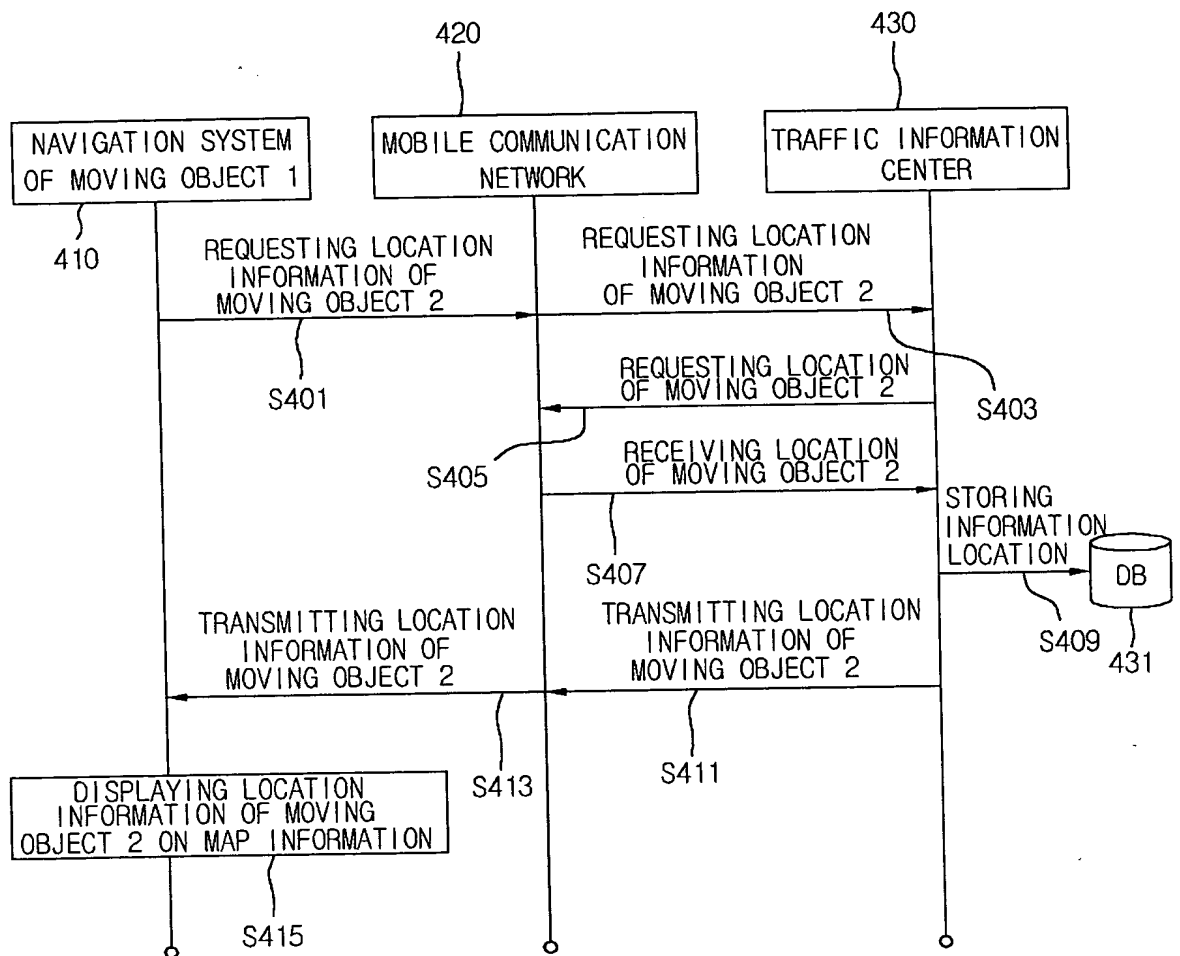 420
430
NAVIGATION SYSTEM
OF MOVING OBJECT 1
MOBILE COMMUNICATION
NETWORK
TRAFFIC INFORMATION
CENTER
410
REQUESTING LOCATION
INFORMATION OF
MOVING OBJECT 2
REQUESTING LOCATION
INFORMATION
OF MOVING OBJECT 2
S401
S403
REQUESTING LOCATION
OF MOVING OBJECT 2
S405
RECEIVING LOCATION
OF MOVING OBJECT 2
S407
STORING
INFORMATION
LOCATION
DB
S409
431
TRANSMITTING LOCATION
INFORMATION OF
MOVING OBJECT 2
TRANSMITTING LOCATION
INFORMATION OF
MOVING OBJECT 2
S413
S411
DISPLAYING LOCATION
INFORMATION OF MOVING
OBJECT 2 ON MAP INFORMATION
S415